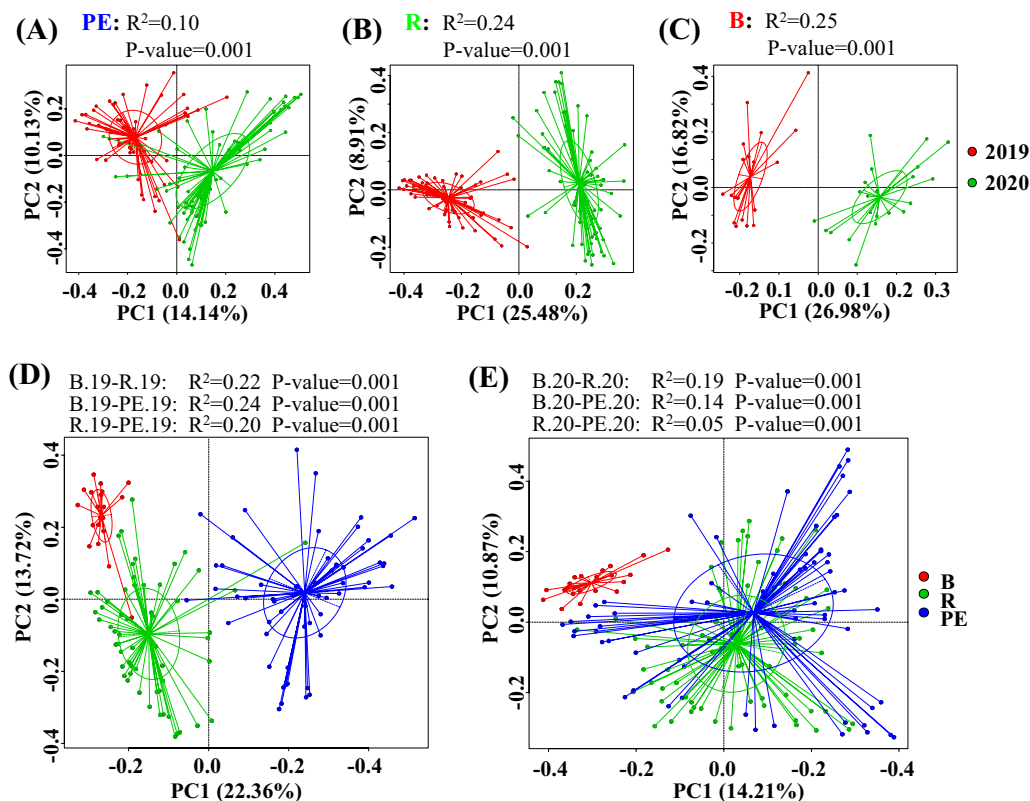 (A) PE: R²=0.10
P-value=0.001
PC2 (10.13%)
0.2
0.0
-0.2
-0.4
-0.4 -0.2 0.0 0.2 0.4
PC1 (14.14%)
(B) R: R²=0.24
P-value=0.001
PC2 (8.91%)
0.4
0.2
0.0
-0.2
-0.4 -0.2 0.0 0.2 0.4
PC1 (25.48%)
(C) B: R²=0.25
P-value=0.001
PC2 (16.82%)
0.4
0.2
0.0
-0.2
-0.2 0.1 0.0 0.1 0.2 0.3
PC1 (26.98%)
2019
2020
(D)
B.19-R.19: R²=0.22 P-value=0.001
B.19-PE.19: R²=0.24 P-value=0.001
R.19-PE.19: R²=0.20 P-value=0.001
PC2 (13.72%)
0.4
0.2
0.0
-0.2
-0.4
-0.2 0.0 -0.2 -0.4
PC1 (22.36%)
(E)
B.20-R.20: R²=0.19 P-value=0.001
B.20-PE.20: R²=0.14 P-value=0.001
R.20-PE.20: R²=0.05 P-value=0.001
PC2 (10.87%)
0.4
0.2
0.0
-0.2
-0.4 -0.2 0.0 -0.2 -0.4
PC1 (14.21%)
B
R
PE